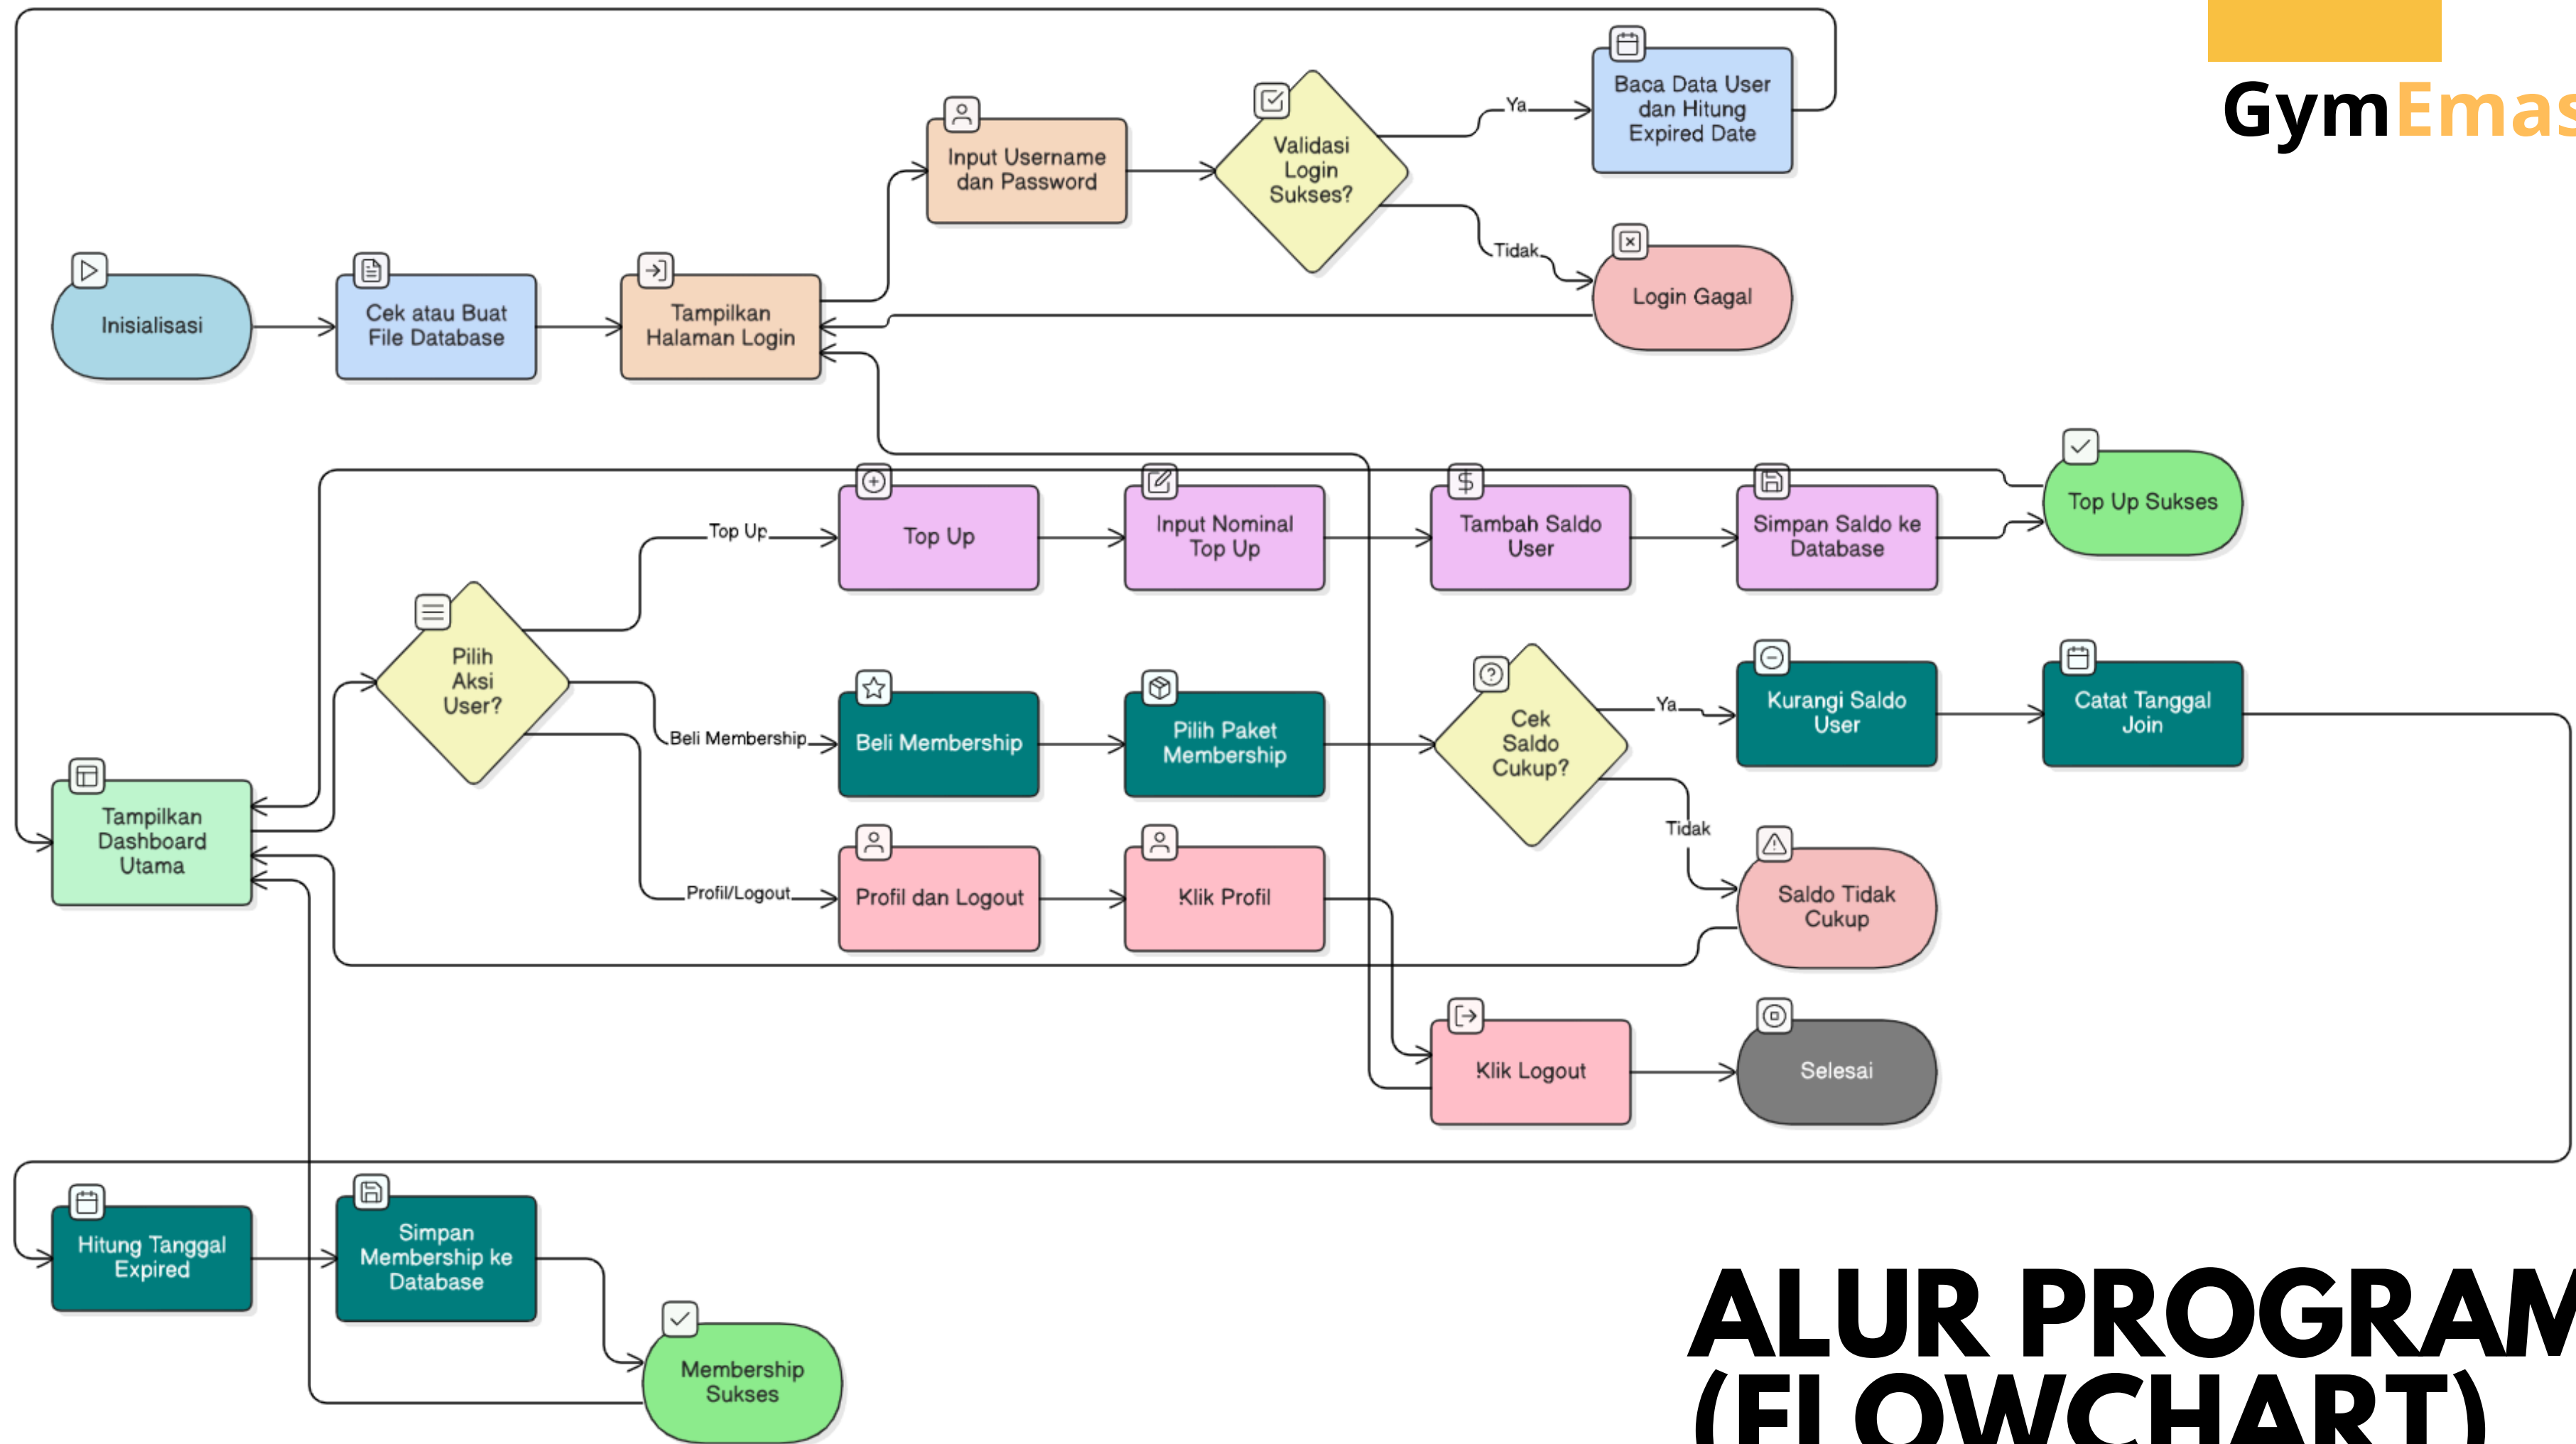 GymEmas
Ya
Baca Data User
dan Hitung
Expired Date
Input Username
dan Password
Validasi
Login
Sukses?
Tidak
Login Gagal
Inisialisasi
Cek atau Buat
File Database
Tampilkan
Halaman Login
Top Up Sukses
Top Up
Top Up
Input Nominal
Top Up
Tambah Saldo
User
Simpan Saldo ke
Database
Pilih
Aksi
User?
Beli Membership
Beli Membership
Pilih Paket
Membership
Cek
Saldo
Cukup?
Ya
Kurangi Saldo
User
Catat Tanggal
Join
Tidak
Saldo Tidak
Cukup
Tampilkan
Dashboard
Utama
Profil/Logout
Profil dan Logout
Klik Profil
Klik Logout
Selesai
Hitung Tanggal
Expired
Simpan
Membership ke
Database
Membership
Sukses
ALUR PROGRAM
(FLOWCHART)